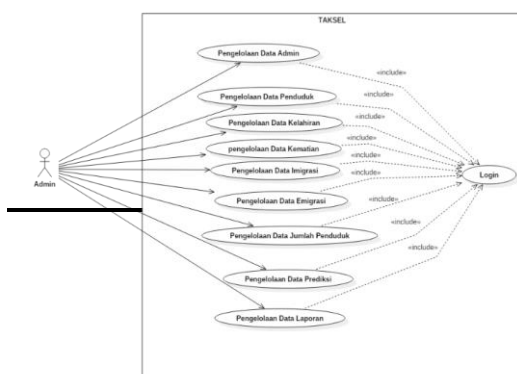 TAKSEL
Pengelolaan Data Admin
«include»
Pengelolaan Data Penduduk
«include»
Pengelolaan Data Kelahiran
«include»
pengelolaan Data Kematian
«include»
Pengelolaan Data Imigrasi
«include»
Admin
Login
Pengelolaan Data Emigrasi
«include»
Pengelolaan Data Jumlah Penduduk
«include»
Pengelolaan Data Prediksi
«include»
Pengelolaan Data Laporan
«include»